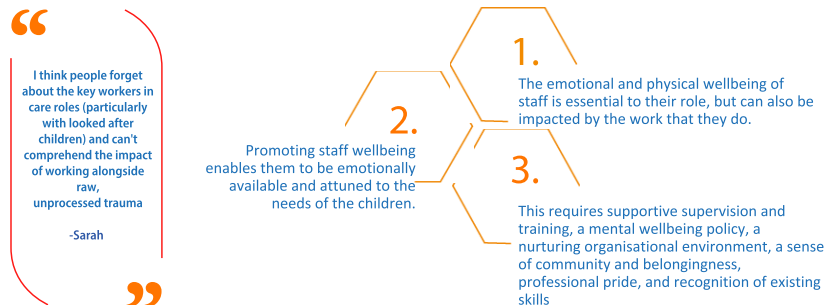 “
I think people forget
about the key workers in
care roles (particularly
with looked after
children) and can't
comprehend the impact
of working alongside
raw,
unprocessed trauma
-Sarah
”
1.
The emotional and physical wellbeing of
staff is essential to their role, but can also be
impacted by the work that they do.
2.
Promoting staff wellbeing
enables them to be emotionally
available and attuned to the
needs of the children.
3.
This requires supportive supervision and
training, a mental wellbeing policy, a
nurturing organisational environment, a sense
of community and belongingness,
professional pride, and recognition of existing
skills